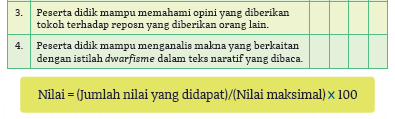 3. Peserta didik mampu memahami opini yang diberikan
tokoh terhadap reposn yang diberikan orang lain.
4. Peserta didik mampu menganalis makna yang berkaitan
dengan istilah dwarfisme dalam teks naratif yang dibaca.
Nilai = (Jumlah nilai yang didapat)/(Nilai maksimal) x 100